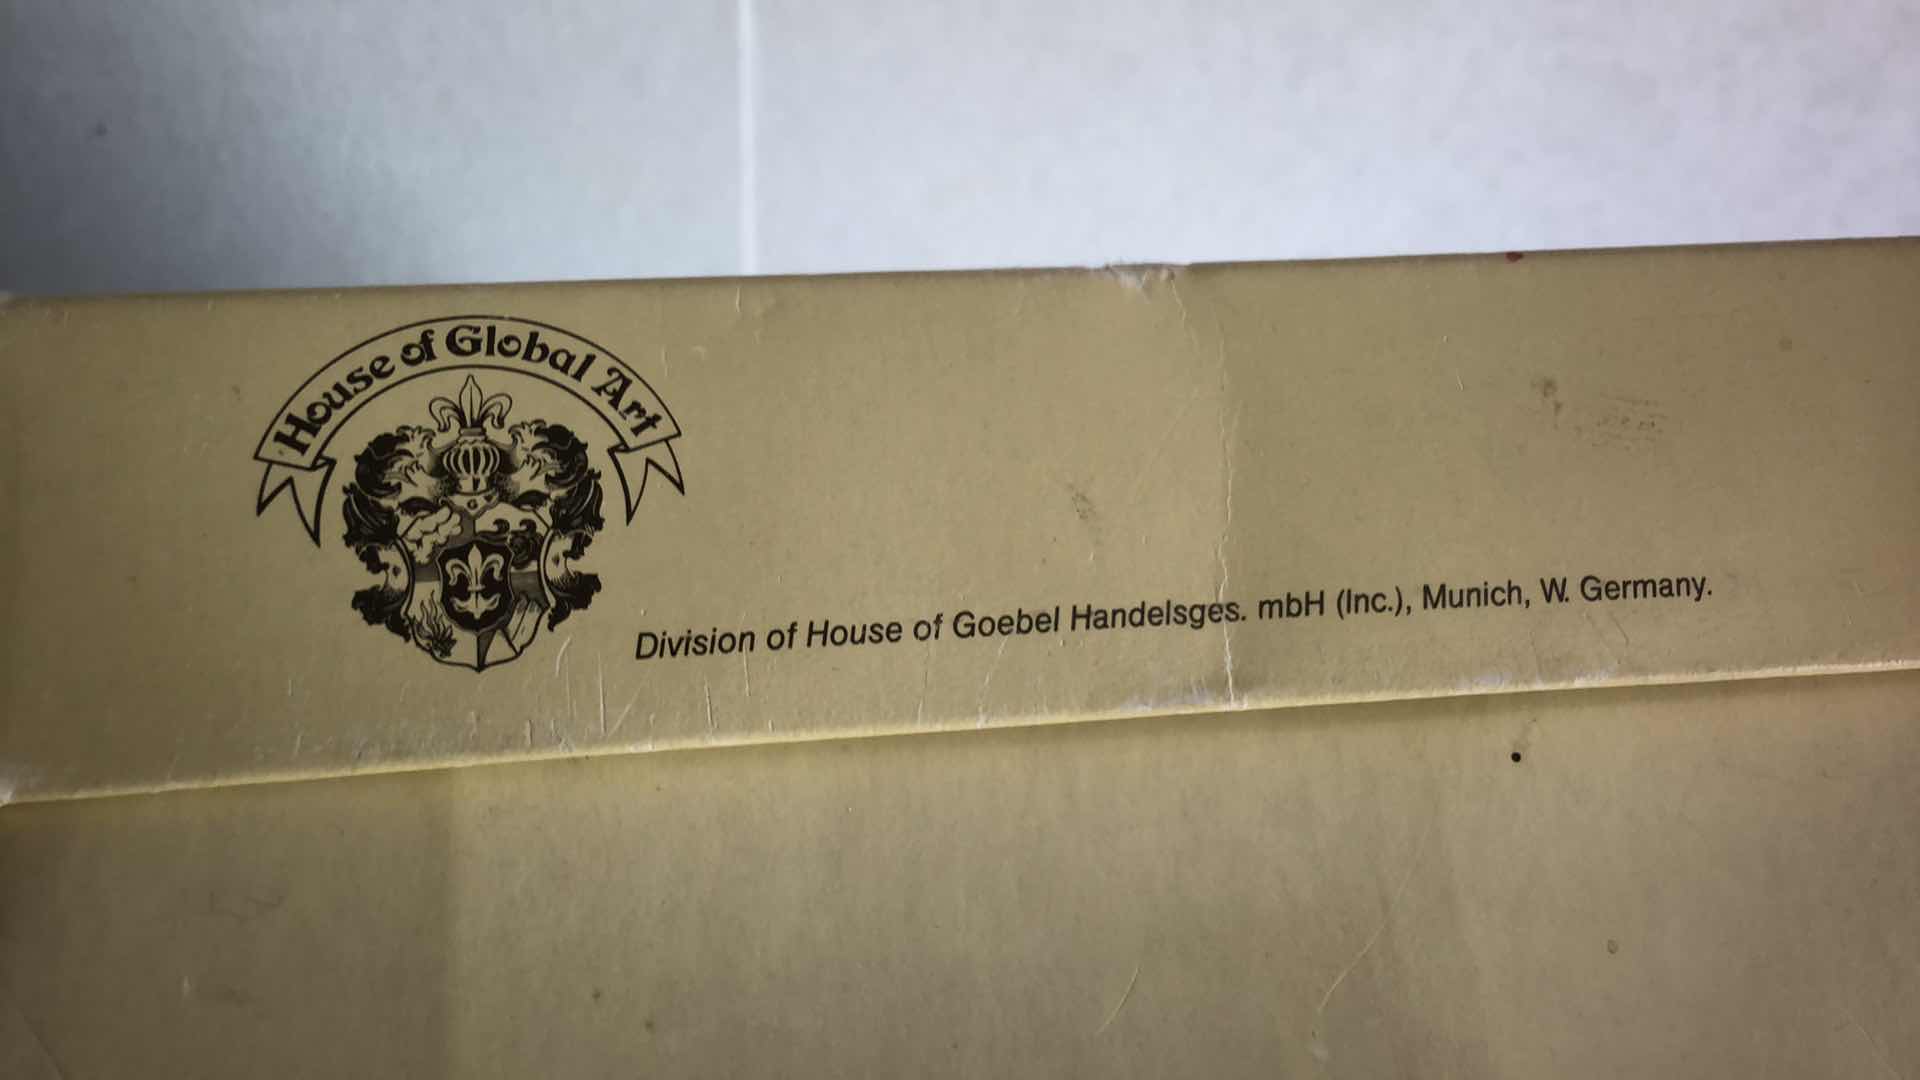 House of Global Art
Division of House of Goebel Handelsges. mbH (Inc.), Munich, W. Germany.